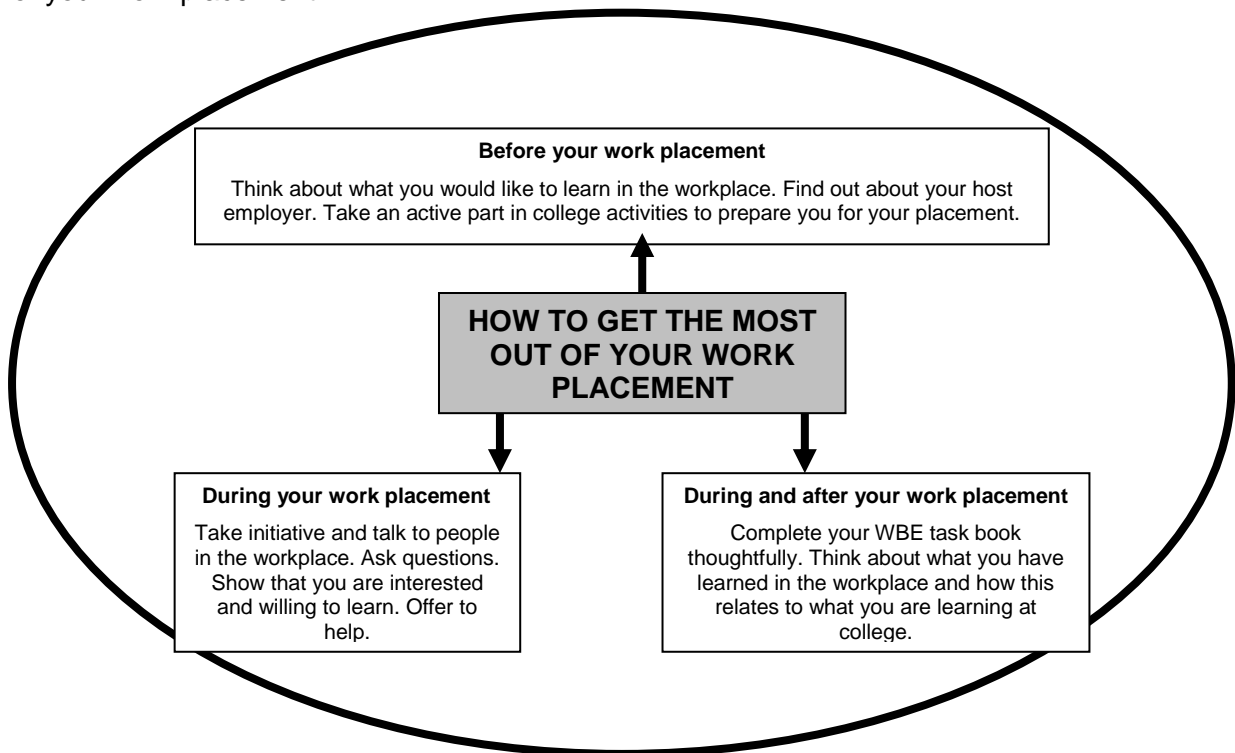 Before your work placement
Think about what you would like to learn in the workplace. Find out about your host
employer. Take an active part in college activities to prepare you for your placement.
HOW TO GET THE MOST
OUT OF YOUR WORK
PLACEMENT
During your work placement
Take initiative and talk to people
in the workplace. Ask questions.
Show that you are interested
and willing to learn. Offer to
help.
During and after your work placement
Complete your WBE task book
thoughtfully. Think about what you have
learned in the workplace and how this
relates to what you are learning at
college.